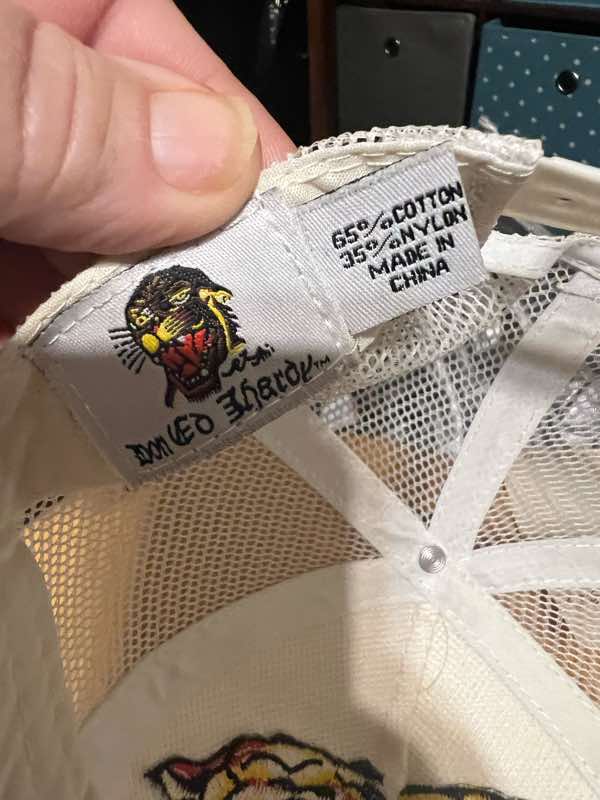 Don Ed Hardy™
65% COTTON
35% NYLON
MADE IN
CHINA